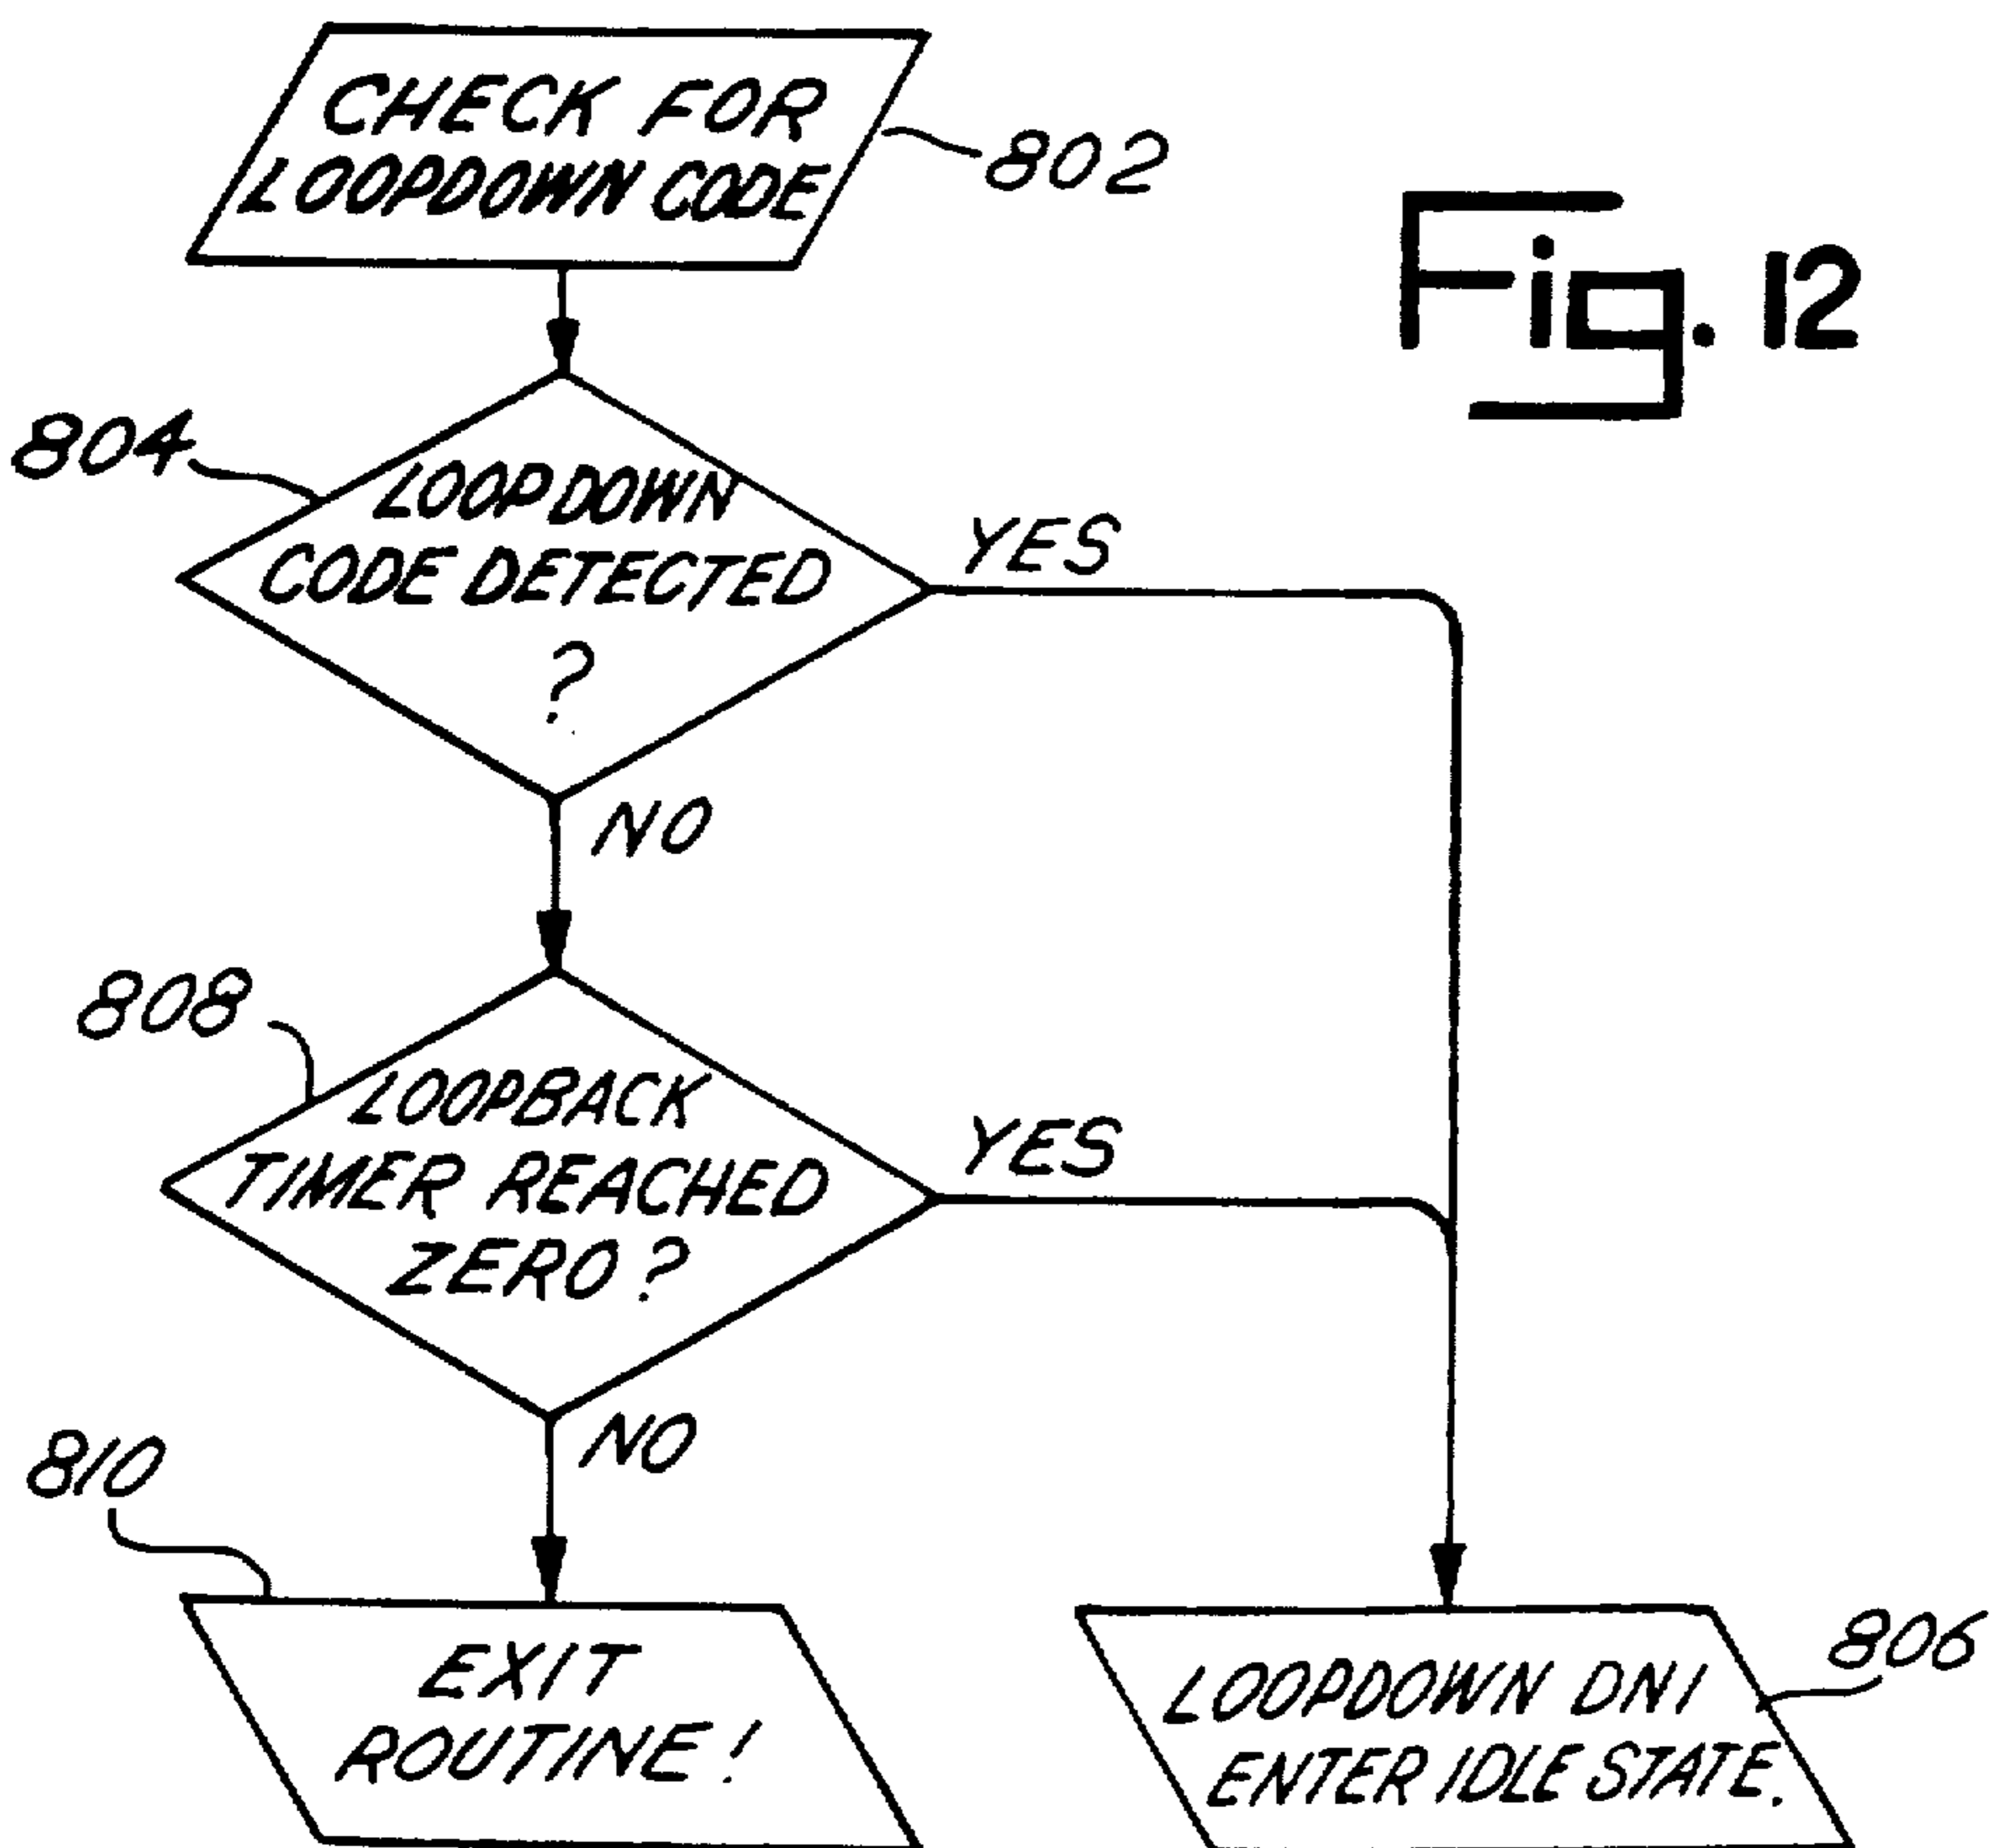 CHECK FOR
LOOPDOWN CODE
802
Fig. 12
804
LOOPDOWN
CODE DETECTED
?
YES
NO
808
LOOPBACK
TIMER REACHED
ZERO?
YES
NO
810
EXIT
ROUTINE!
LOOPDOWN DNI
ENTER IDLE STATE.
806